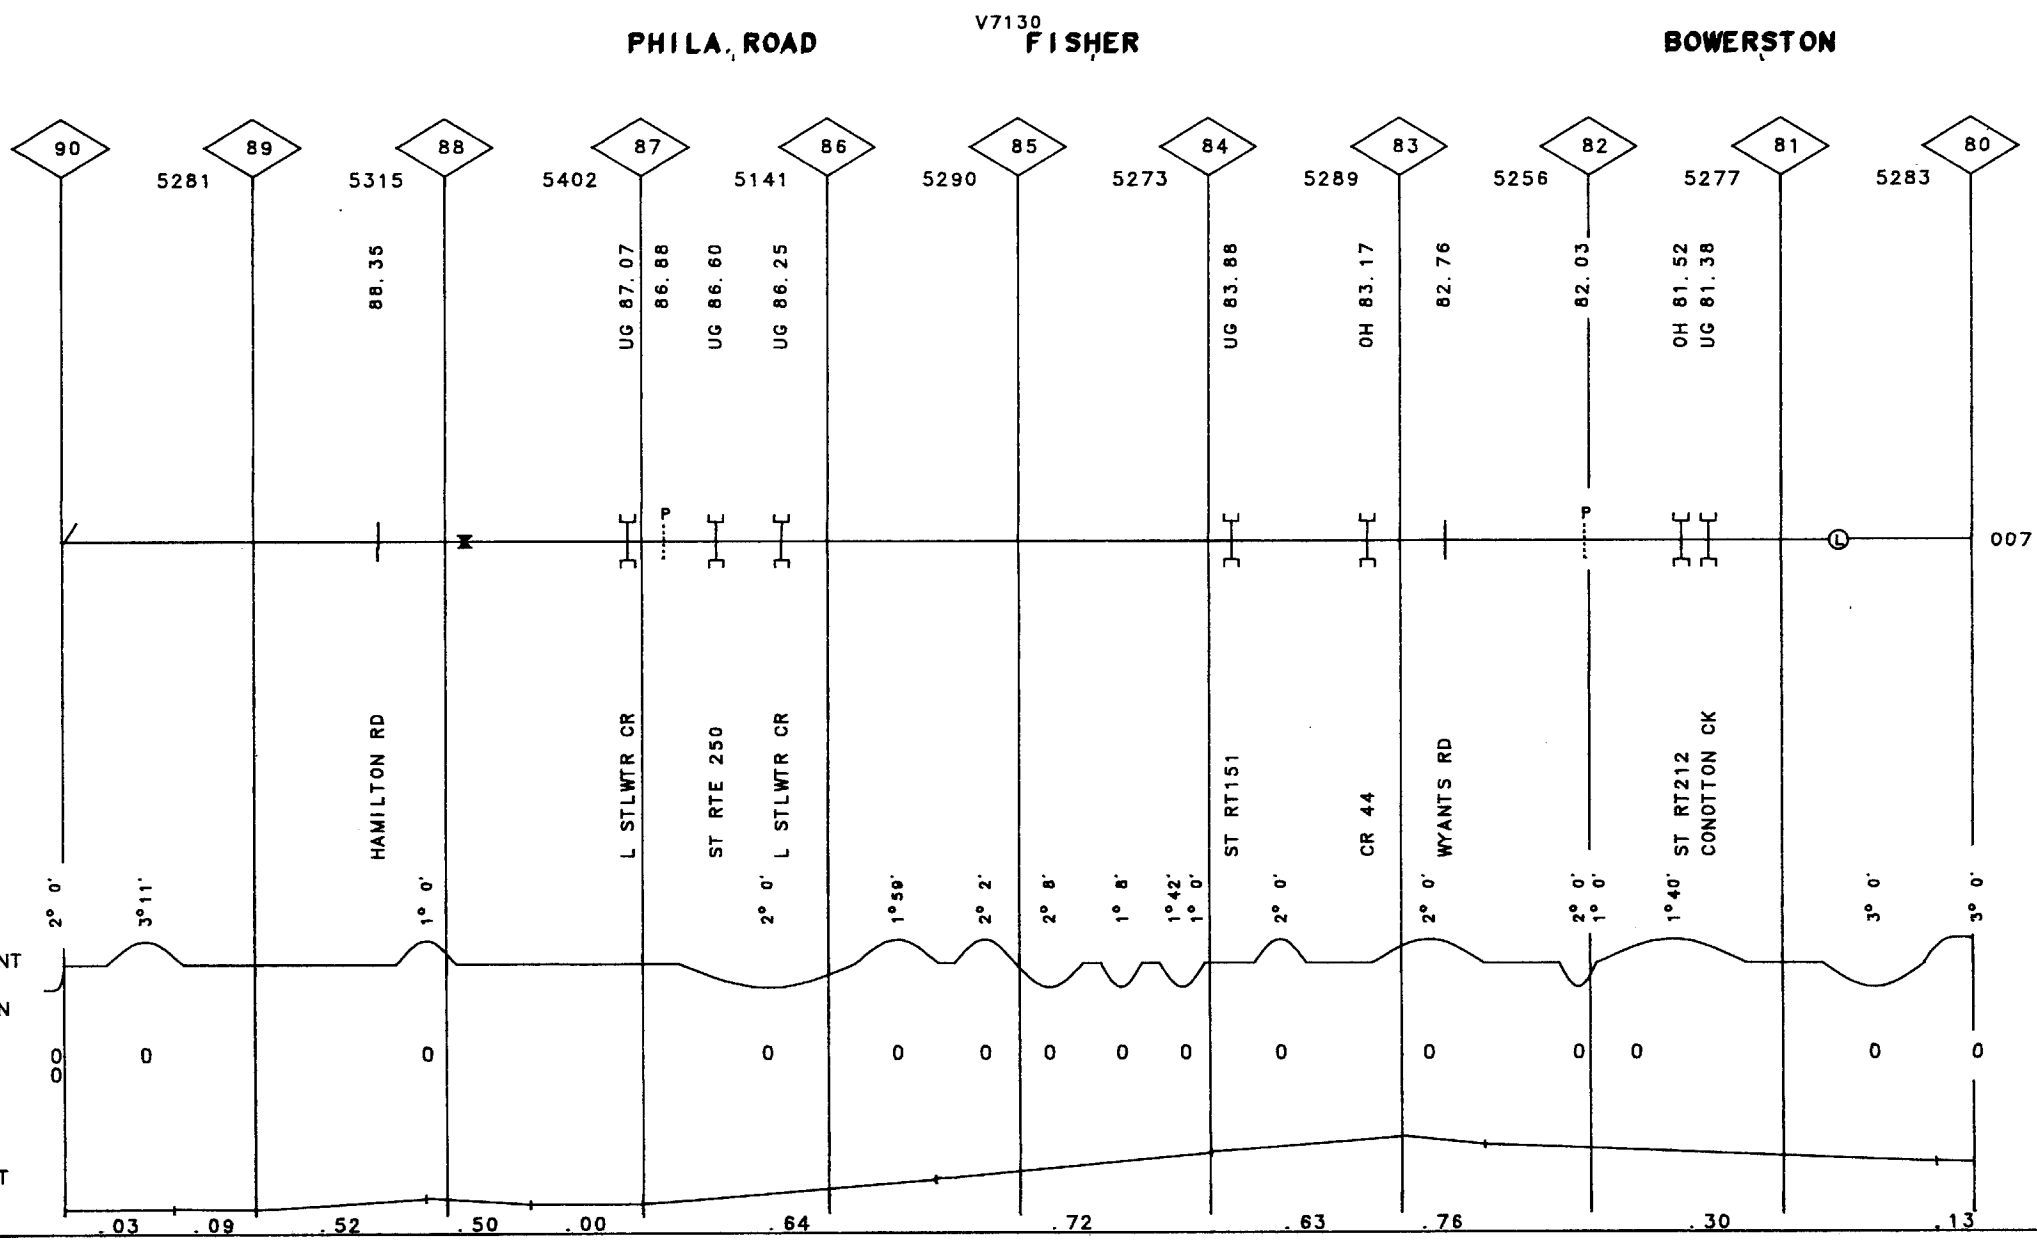 V7130
PHILA. ROAD FISHER BOWERSTON
90 89 88 87 86 85 84 83 82 81 80
5281 5315 5402 5141 5290 5273 5289 5256 5277 5283
88.35 UG 87.07 86.88 UG 86.60 UG 86.25 UG 83.88 OH 83.17 82.76 82.03 OH 81.52 UG 81.38
P P
L 007
HAMILTON RD L STLWTR CR ST RTE 250 L STLWTR CR ST RT151 CR 44 WYANTS RD ST RT212 CONOTTON CK
2° 0' 3°11' 1° 0' 2° 0' 1°59' 2° 2' 2° 8' 1° 8' 1°42' 1° 0' 2° 0' 2° 0' 2° 0' 1° 0' 1°40' 3° 0' 3° 0'
NT
N
0 0 0 0 0 0 0 0 0 0 0 0 0 0 0
0
T
.03 .09 .52 .50 .00 .64 .72 .63 .76 .30 .13